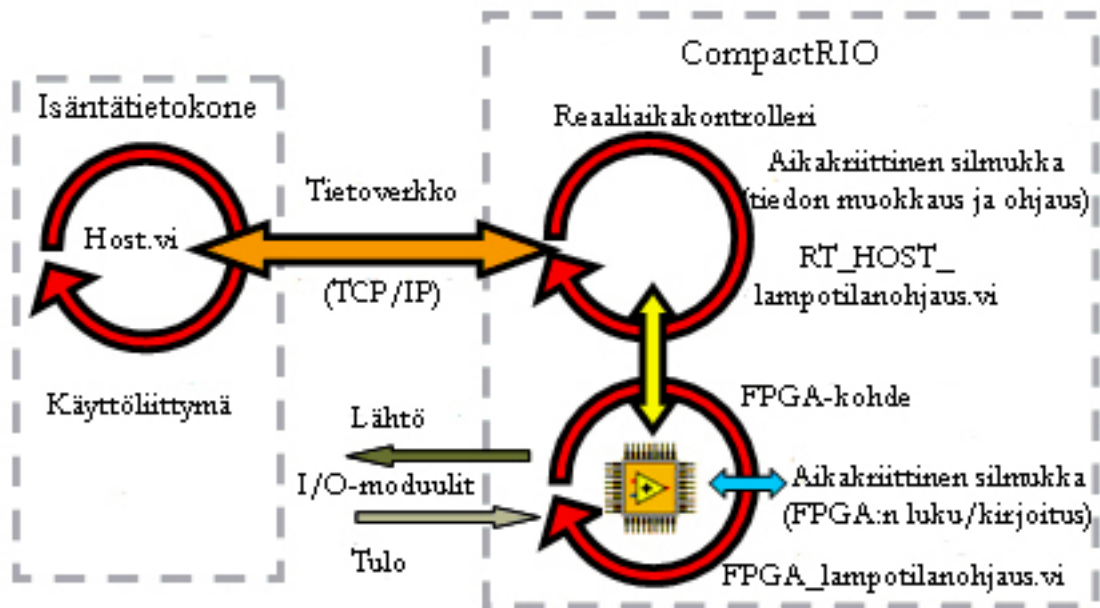 Isäntätietokone
Host.vi
Käyttöliittymä
Tietoverkko
(TCP/IP)
CompactRIO
Reaaliaikakontrolleri
Aikakriittinen silmukka
(tiedon muokkaus ja ohjaus)
RT_HOST_
lampotilanohjaus.vi
Lähtö
I/O-moduulit
Tulo
FPGA-kohde
Aikakriittinen silmukka
(FPGA:n luku/kirjoitus)
FPGA_lampotilanohjaus.vi